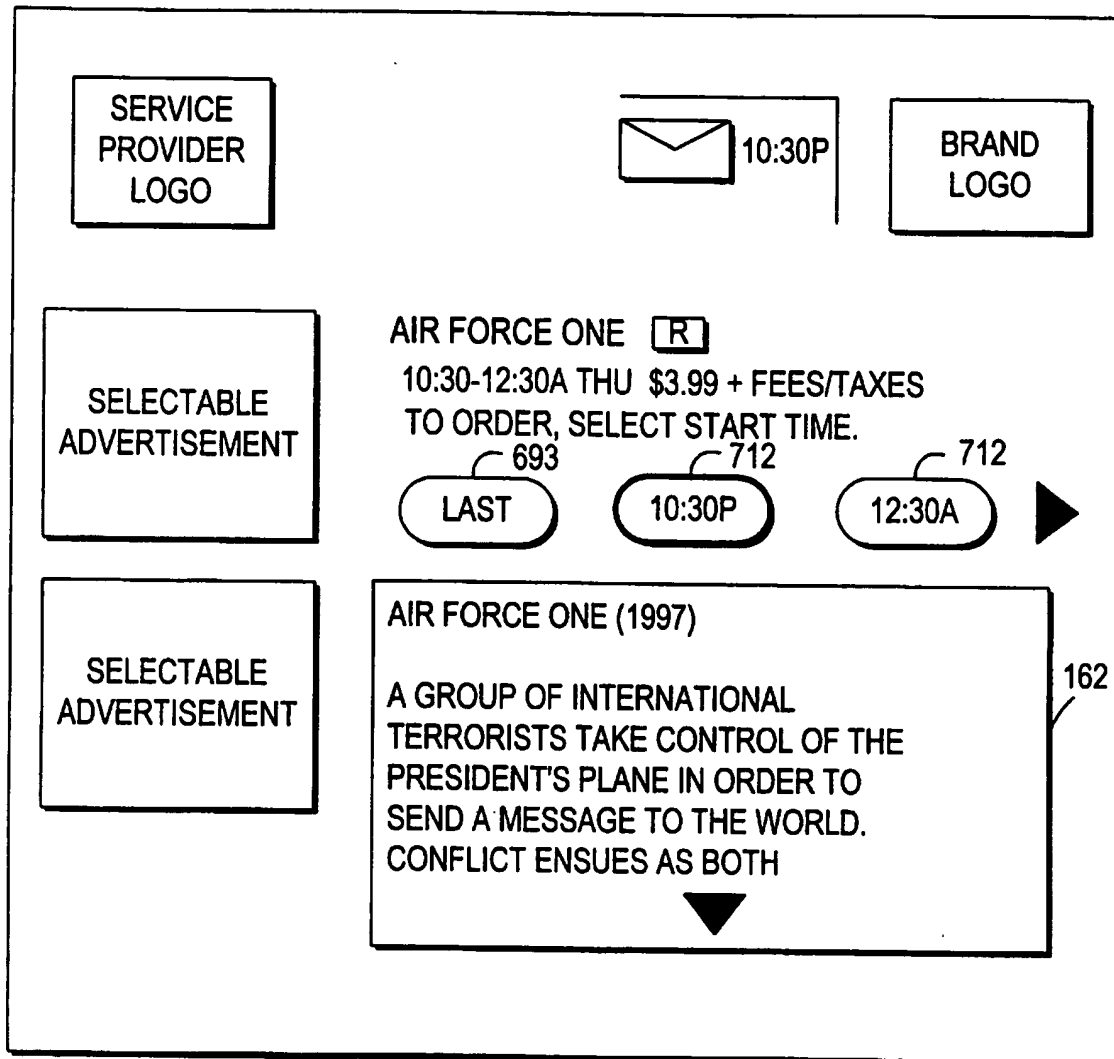 SERVICE
PROVIDER
LOGO
10:30P
BRAND
LOGO
SELECTABLE
ADVERTISEMENT
AIR FORCE ONE R
10:30-12:30A THU $3.99 + FEES/TAXES
TO ORDER, SELECT START TIME.
693 712 712
LAST 10:30P 12:30A
SELECTABLE
ADVERTISEMENT
AIR FORCE ONE (1997)
A GROUP OF INTERNATIONAL
TERRORISTS TAKE CONTROL OF THE
PRESIDENT'S PLANE IN ORDER TO
SEND A MESSAGE TO THE WORLD.
CONFLICT ENSUES AS BOTH
162